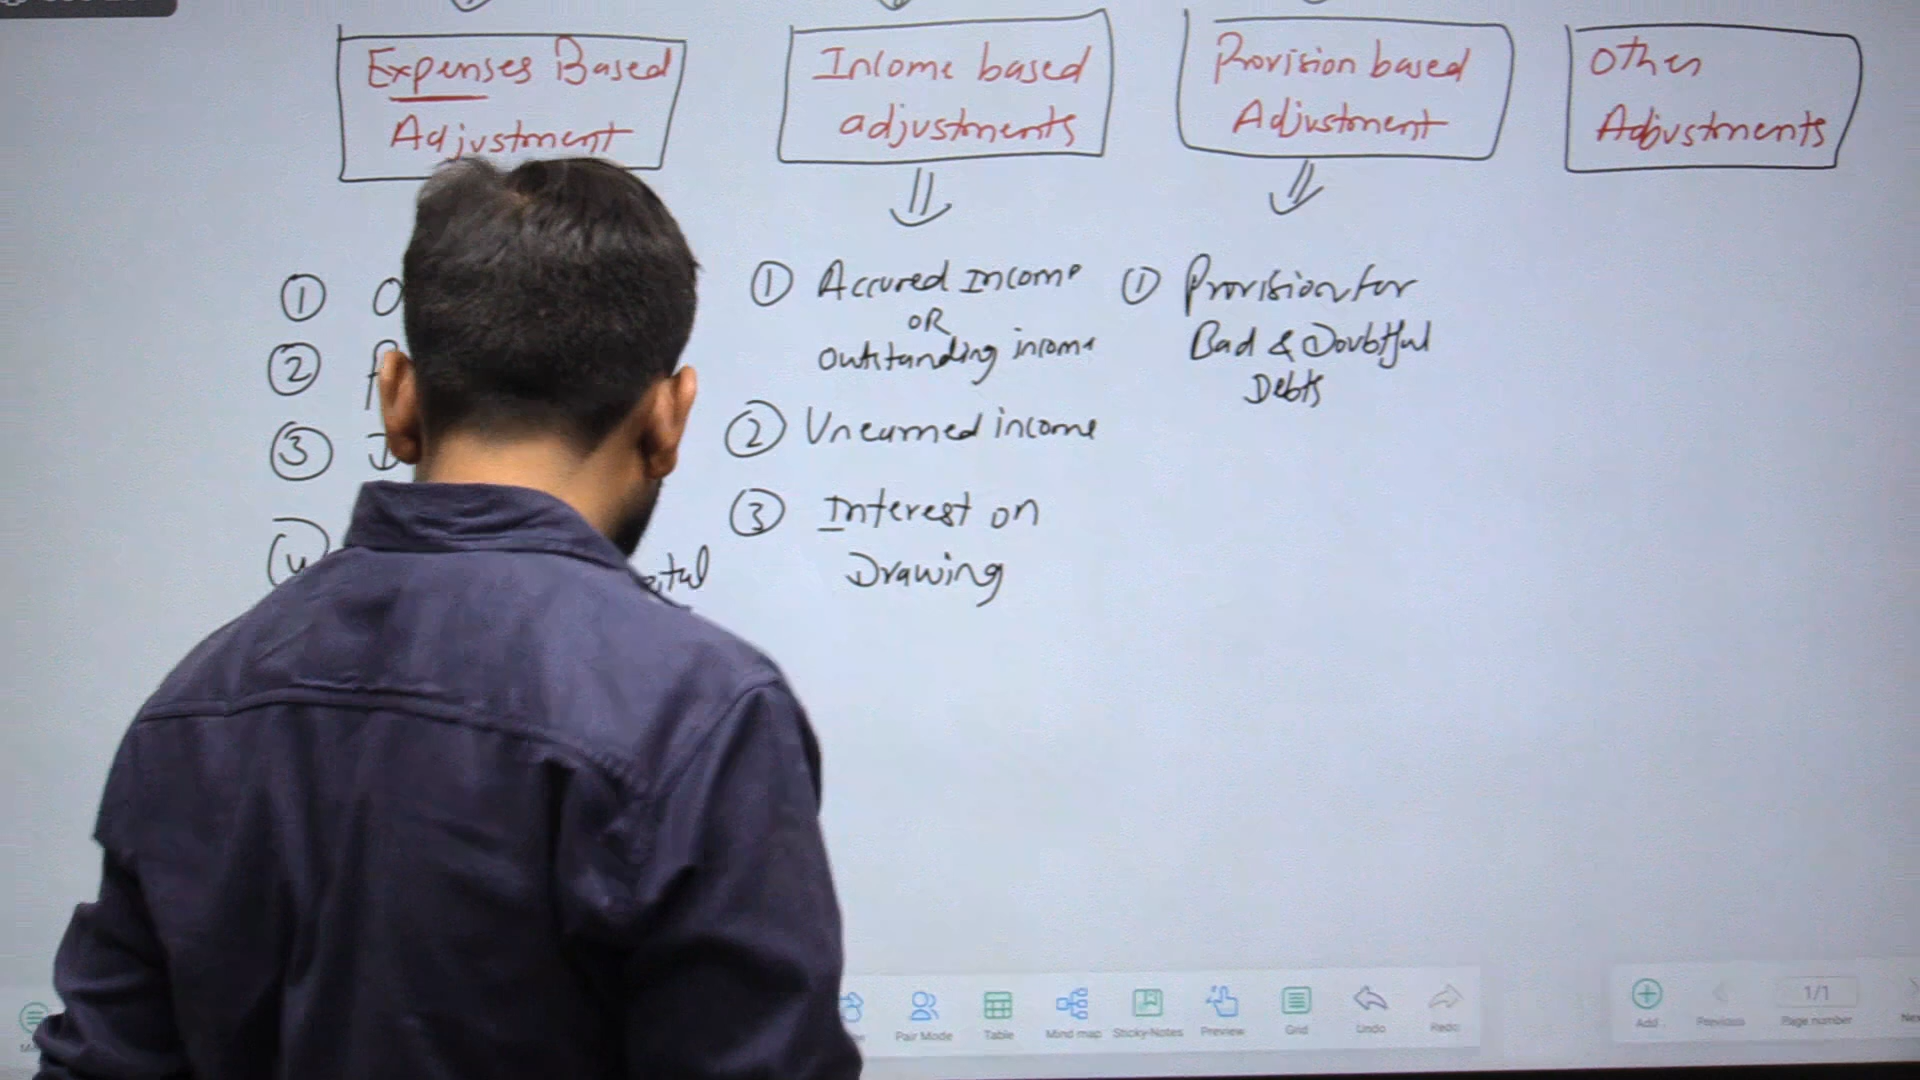 Expenses Based
Adjustment
① O
②
③ D
④ pital
Income based
adjustments
① Accured Income
OR
Outstanding income
② Unearned income
③ Interest on
Drawing
Provision based
Adjustment
① Provision for
Bad & Doubtful
Debts
Other
Adjustments
Pair Mode
Table
Mind map
Sticky-Notes
Preview
Grid
Undo
Redo
Add
Previous
1/1
Page number